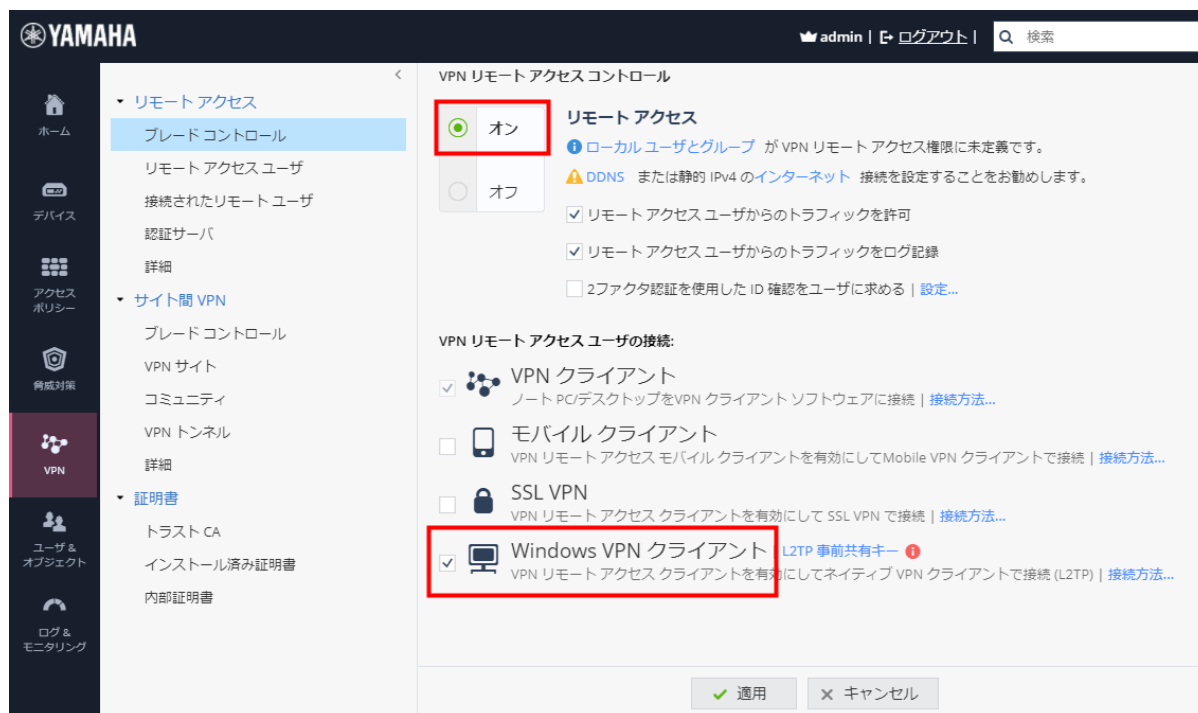 YAMAHA
admin | ログアウト |
検索
ホーム
デバイス
アクセス
ポリシー
脅威対策
VPN
ユーザ &
オブジェクト
ログ &
モニタリング
リモート アクセス
ブレード コントロール
リモート アクセス ユーザ
接続されたリモート ユーザ
認証サーバ
詳細
サイト間 VPN
ブレード コントロール
VPN サイト
コミュニティ
VPN トンネル
詳細
証明書
トラスト CA
インストール済み証明書
内部証明書
VPN リモート アクセス コントロール
オン
オフ
リモート アクセス
ローカル ユーザとグループ が VPN リモート アクセス権限に未定義です。
DDNS または静的 IPv4 のインターネット 接続を設定することをお勧めします。
リモート アクセス ユーザからのトラフィックを許可
リモート アクセス ユーザからのトラフィックをログ記録
2ファクタ認証を使用した ID 確認をユーザに求める | 設定...
VPN リモート アクセス ユーザの接続:
VPN クライアント
ノート PC/デスクトップをVPN クライアント ソフトウェアに接続 | 接続方法...
モバイル クライアント
VPN リモート アクセス モバイル クライアントを有効にしてMobile VPN クライアントで接続 | 接続方法...
SSL VPN
VPN リモート アクセス クライアントを有効にして SSL VPN で接続 | 接続方法...
Windows VPN クライアント | L2TP 事前共有キー
VPN リモート アクセス クライアントを有効にしてネイティブ VPN クライアントで接続 (L2TP) | 接続方法...
適用
キャンセル